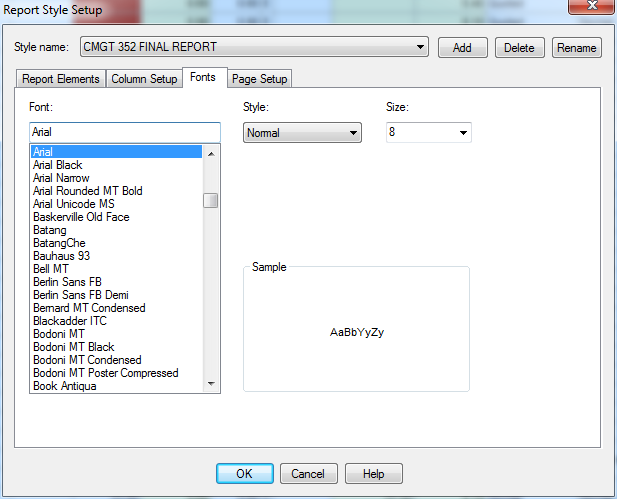 Report Style Setup
Style name: CMGT 352 FINAL REPORT Add Delete Rename
Report Elements Column Setup Fonts Page Setup
Font: Style: Size:
Arial Normal 8
Arial
Arial Black
Arial Narrow
Arial Rounded MT Bold
Arial Unicode MS
Baskerville Old Face
Batang
BatangChe
Bauhaus 93
Bell MT
Berlin Sans FB
Berlin Sans FB Demi
Bernard MT Condensed
Blackadder ITC
Bodoni MT
Bodoni MT Black
Bodoni MT Condensed
Bodoni MT Poster Compressed
Book Antiqua
Sample
AaBbYyZy
OK Cancel Help